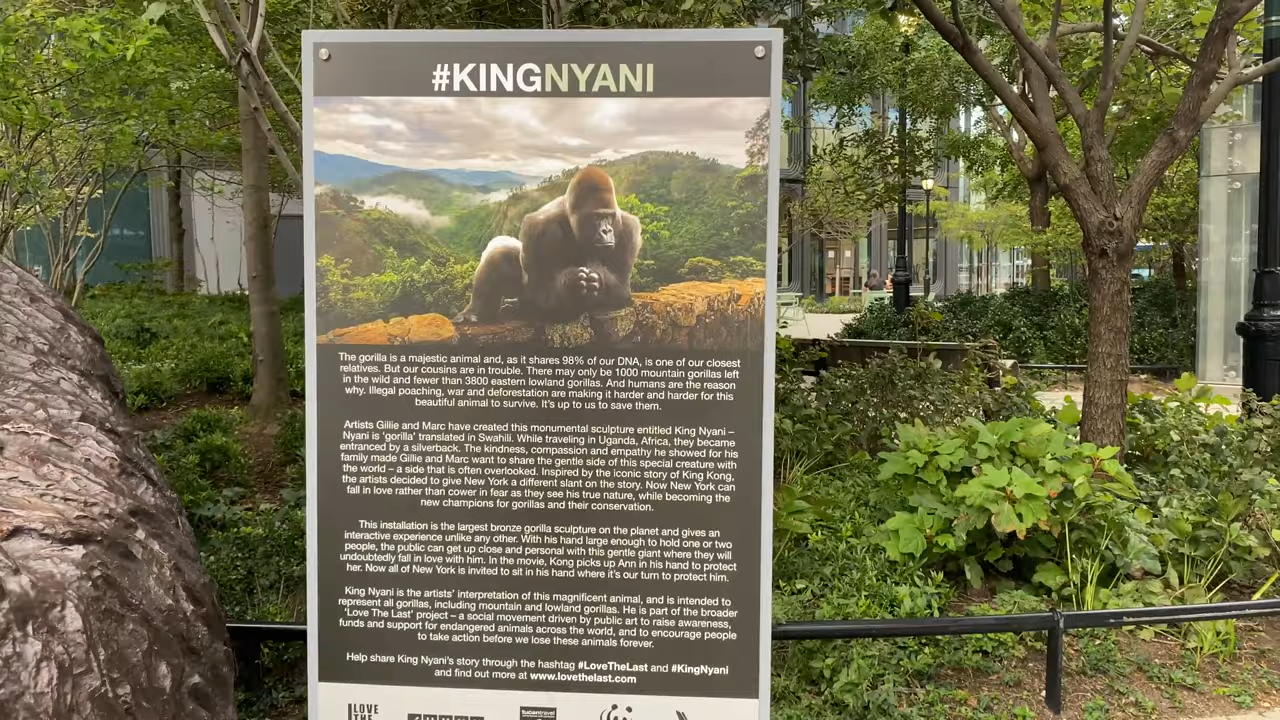 #KINGNYANI
The gorilla is a majestic animal and, as it shares 98% of our DNA, is one of our closest
relatives. But our cousins are in trouble. There may only be 1000 mountain gorillas left
in the wild and fewer than 3800 eastern lowland gorillas. And humans are the reason
why. Illegal poaching, war and deforestation are making it harder and harder for this
beautiful animal to survive. It's up to us to save them.
Artists Gillie and Marc have created this monumental sculpture entitled King Nyani –
Nyani is 'gorilla' translated in Swahili. While traveling in Uganda, Africa, they became
entranced by a silverback. The kindness, compassion and empathy he showed for his
family made Gillie and Marc want to share the gentle side of this special creature with
the world – a side that is often overlooked. Inspired by the iconic story of King Kong,
the artists decided to give New York a different slant on the story. Now New York can
fall in love rather than cower in fear as they see his true nature, while becoming the
new champions for gorillas and their conservation.
This installation is the largest bronze gorilla sculpture on the planet and gives an
interactive experience unlike any other. With his hand large enough to hold one or two
people, the public can get up close and personal with this gentle giant where they will
undoubtedly fall in love with him. In the movie, Kong picks up Ann in his hand to protect
her. Now all of New York is invited to sit in his hand where it's our turn to protect him.
King Nyani is the artists' interpretation of this magnificent animal, and is intended to
represent all gorillas, including mountain and lowland gorillas. He is part of the broader
'Love The Last' project – a social movement driven by public art to raise awareness,
funds and support for endangered animals across the world, and to encourage people
to take action before we lose these animals forever.
Help share King Nyani's story through the hashtag #LoveTheLast and #KingNyani
and find out more at www.lovethelast.com
LOVE
THE
tucantravel